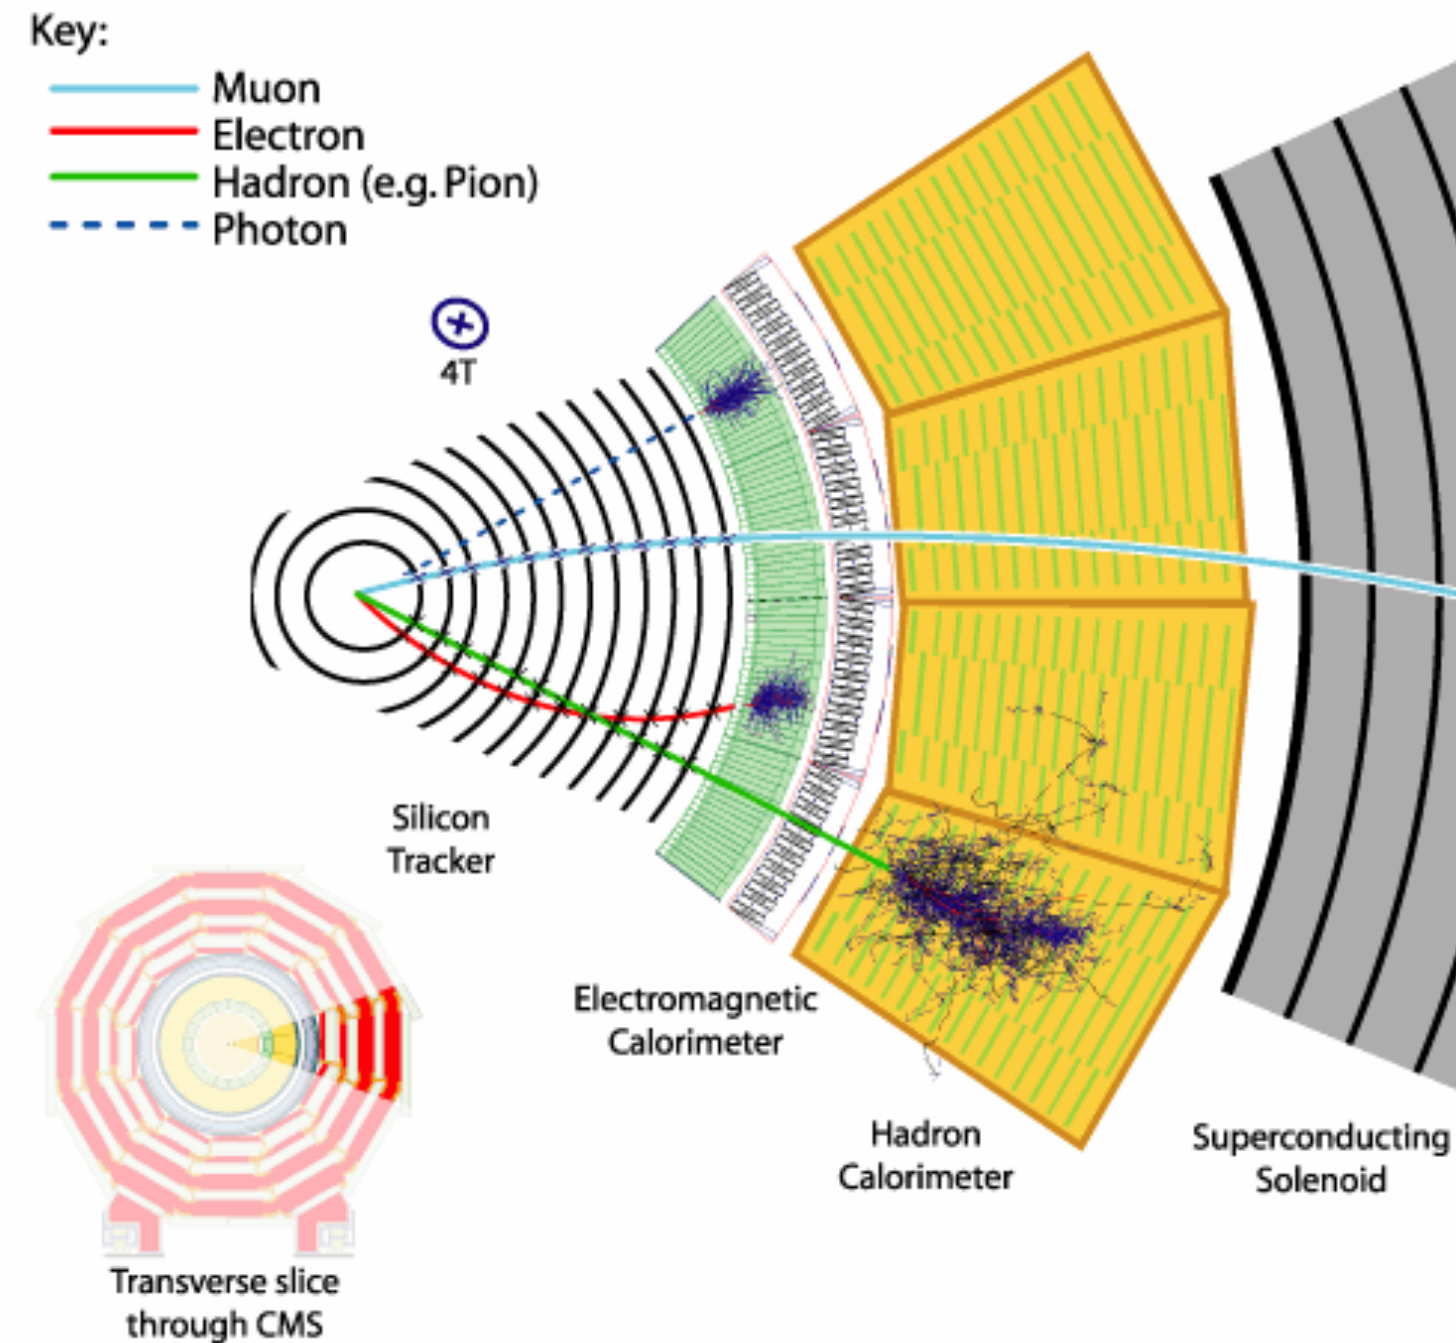 Key:
Muon
Electron
Hadron (e.g. Pion)
Photon
4T
Silicon
Tracker
Electromagnetic
Calorimeter
Hadron
Calorimeter
Superconducting
Solenoid
Transverse slice
through CMS